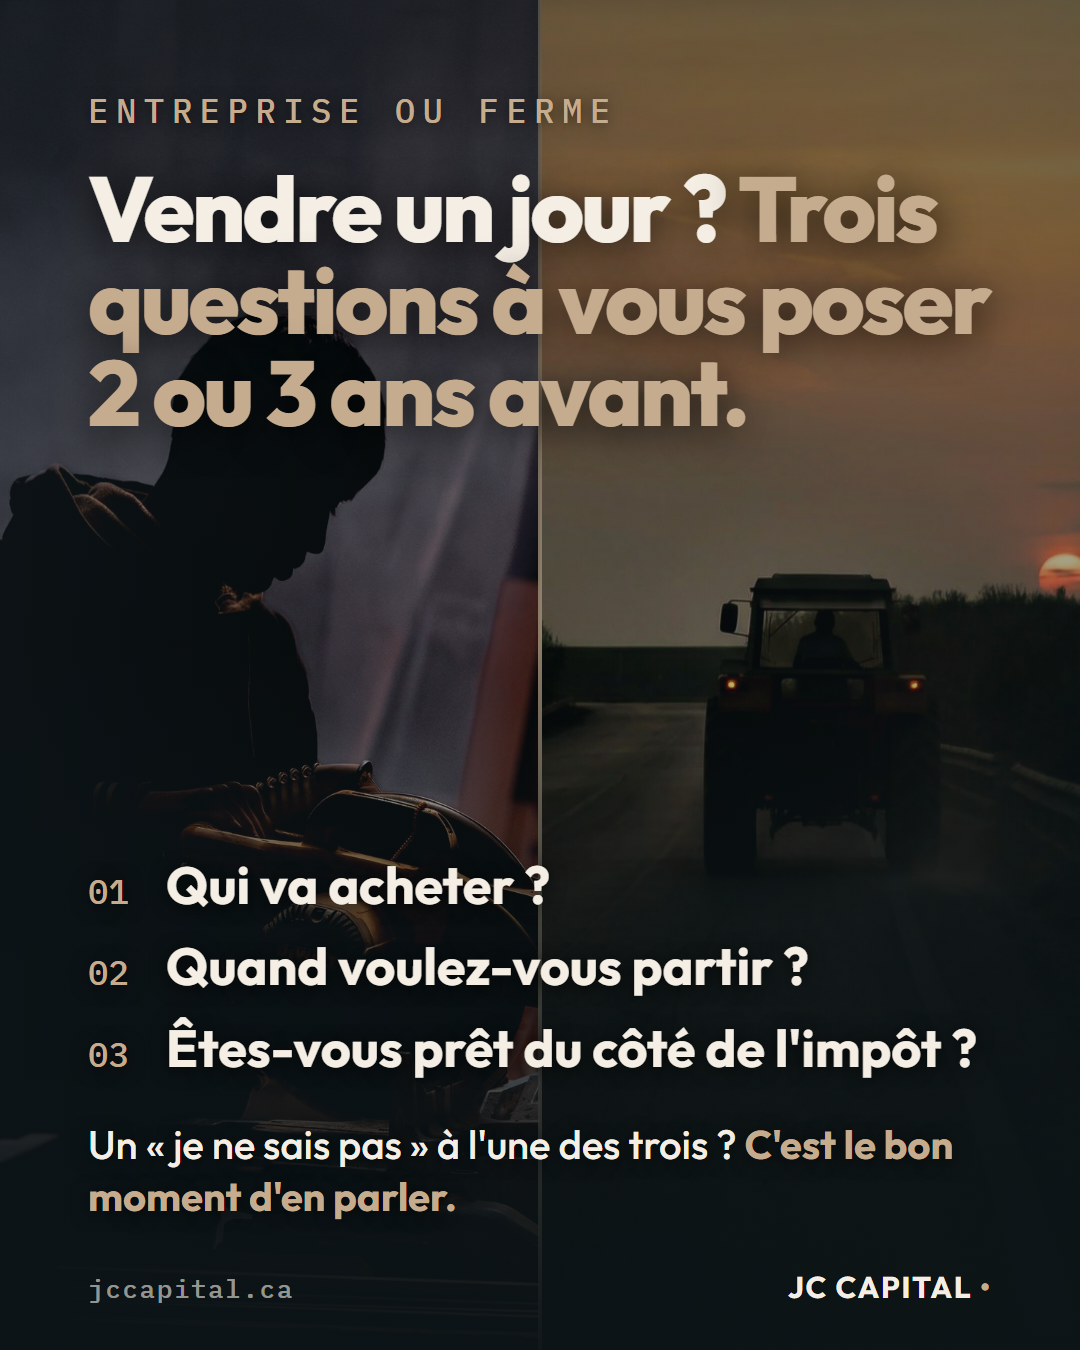 ENTREPRISE OU FERME
Vendre un jour ? Trois
questions à vous poser
2 ou 3 ans avant.
01 Qui va acheter ?
02 Quand voulez-vous partir ?
03 Êtes-vous prêt du côté de l'impôt ?
Un « je ne sais pas » à l'une des trois ? C'est le bon
moment d'en parler.
jccapital.ca
JC CAPITAL •